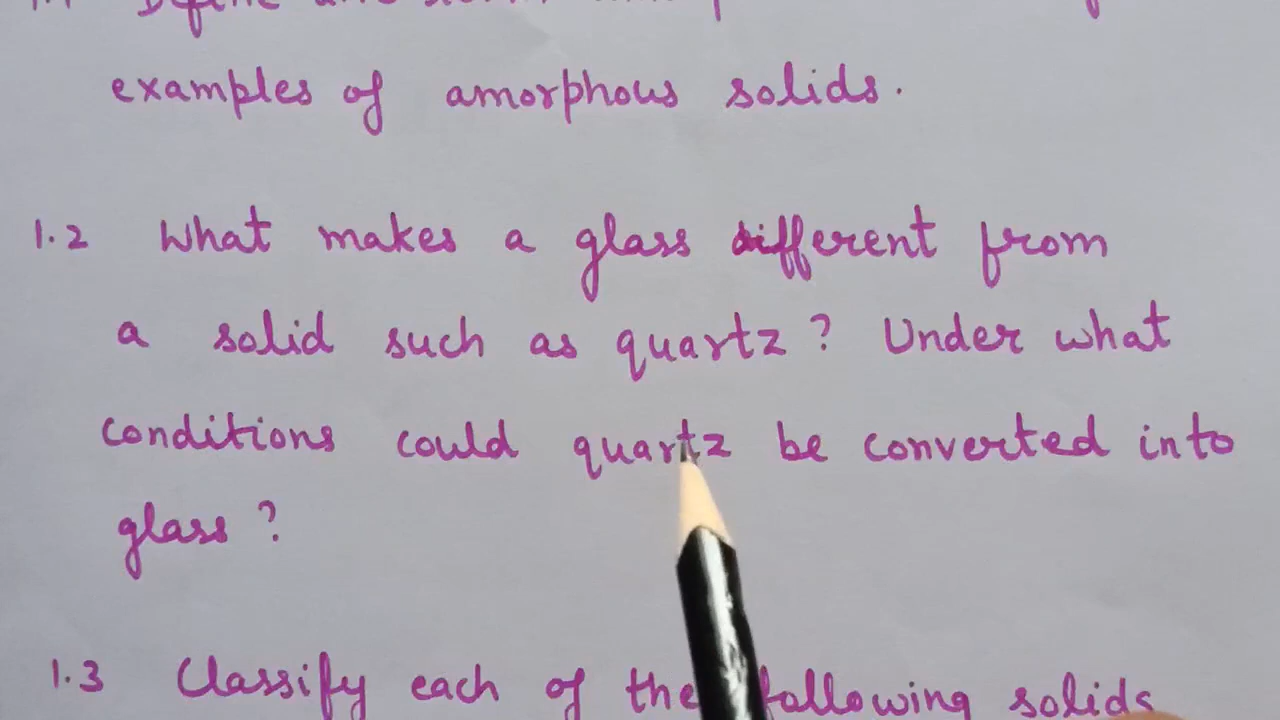 examples of amorphous solids.
1.2 What makes a glass different from
a solid such as quartz? Under what
conditions could quartz be converted into
glass?
1.3 Classify each of the following solids